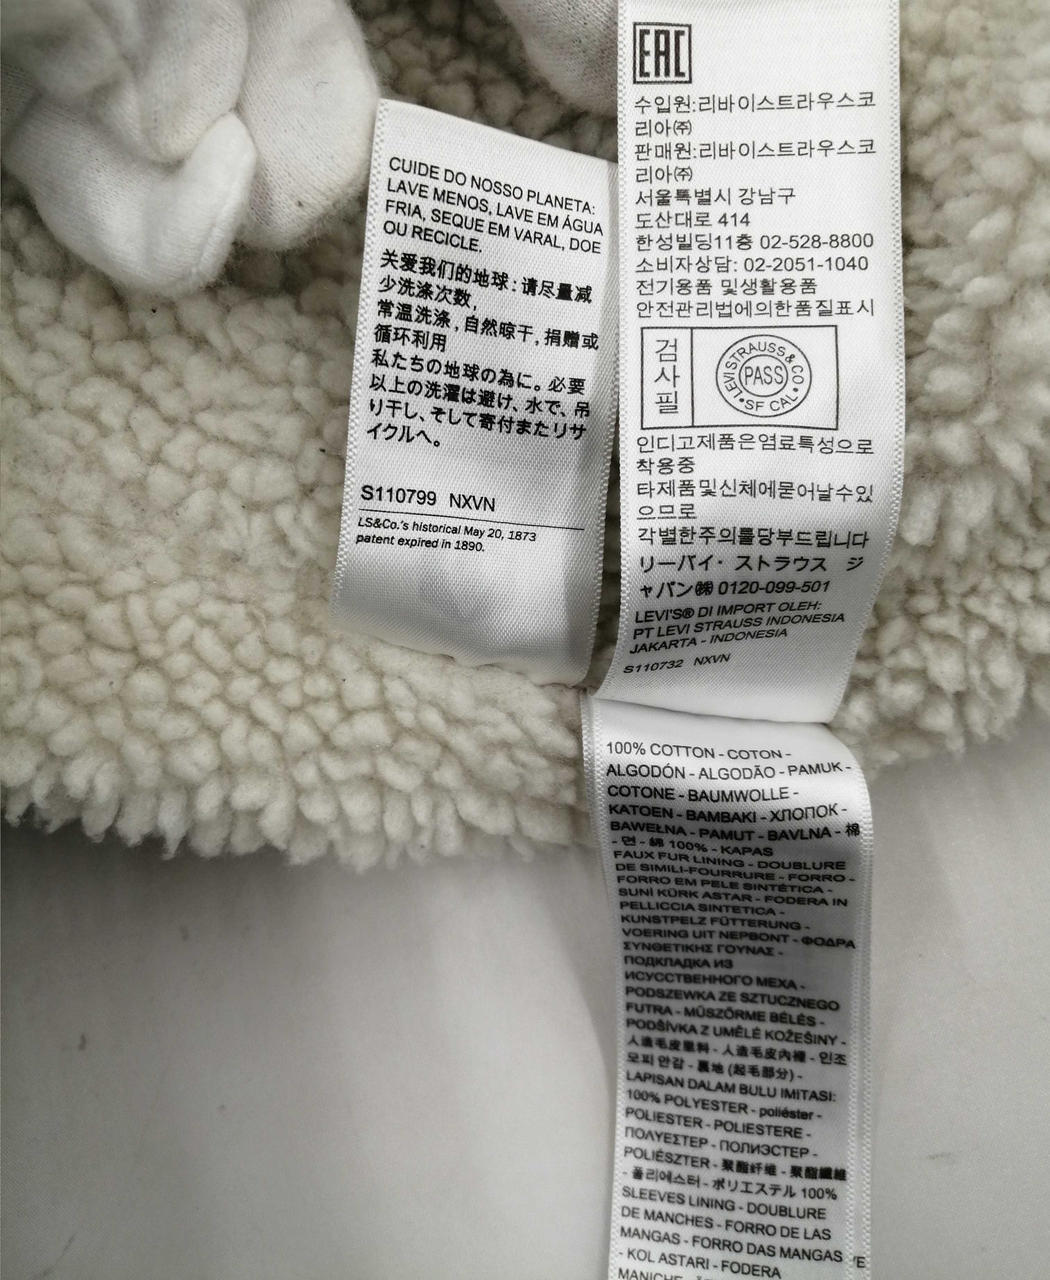 CUIDE DO NOSSO PLANETA:
LAVE MENOS, LAVE EM ÁGUA
FRIA, SEQUE EM VARAL, DOE
OU RECICLE.
关爱我们的地球：请尽量减
少洗涤次数，
常温洗涤，自然晾干，捐赠或
循环利用
私たちの地球の為に。必要
以上の洗濯は避け、水で、吊
り干し、そして寄付またリサ
イクルへ。
S110799 NXVN
LS&Co.'s historical May 20, 1873
patent expired in 1890.
EAC
수입원:리바이스트라우스코
리아㈜
판매원:리바이스트라우스코
리아㈜
서울특별시 강남구
도산대로 414
한성빌딩11층 02-528-8800
소비자상담: 02-2051-1040
전기용품 및생활용품
안전관리법에의한품질표시
검
사
필
LEVI STRAUSS & CO.
PASS
SF CAL
인디고제품은염료특성으로
착용중
타제품및신체에묻어날수있
으므로
각별한주의를당부드립니다
リーバイ・ストラウス ジ
ャパン㈱ 0120-099-501
LEVI'S® DI IMPORT OLEH:
PT LEVI STRAUSS INDONESIA
JAKARTA - INDONESIA
S110732 NXVN
100% COTTON - COTON -
ALGODÓN - ALGODÃO - PAMUK -
COTONE - BAUMWOLLE -
KATOEN - BAMBAKI - ХЛОПОК -
BAWEŁNA - PAMUT - BAVLNA - 棉
- 면 - 綿 100% - KAPAS
FAUX FUR LINING - DOUBLURE
DE SIMILI-FOURRURE - FORRO -
FORRO EM PELE SINTÉTICA -
SUNİ KÜRK ASTAR - FODERA IN
PELLICCIA SINTETICA -
KUNSTPELZ FÜTTERUNG -
VOERING UIT NEPBONT - ΦΟΔΡΑ
ΣΥΝΘΕΤΙΚΗΣ ΓΟΥΝΑΣ -
ПОДКЛАДКА ИЗ
ИСУССТВЕННОГО МЕХА -
PODSZEWKA ZE SZTUCZNEGO
FUTRA - MŰSZŐRME BÉLÉS -
PODŠÍVKA Z UMĚLÉ KOŽEŠINY -
人造毛皮里料 - 人造毛皮內裡 - 인조
모피 안감 - 裏地 (起毛部分) -
LAPISAN DALAM BULU IMITASI:
100% POLYESTER - poliéster -
POLIESTER - POLIESTERE -
ΠΟΛΥΕΣΤΕΡ - ПОЛИЭСТЕР -
POLIÉSZTER - 聚酯纤维 - 聚酯纖維
- 폴리에스터 - ポリエステル 100%
SLEEVES LINING - DOUBLURE
DE MANCHES - FORRO DE LAS
MANGAS - FORRO DAS MANGAS
- KOL ASTARI - FODERA
MANICHE